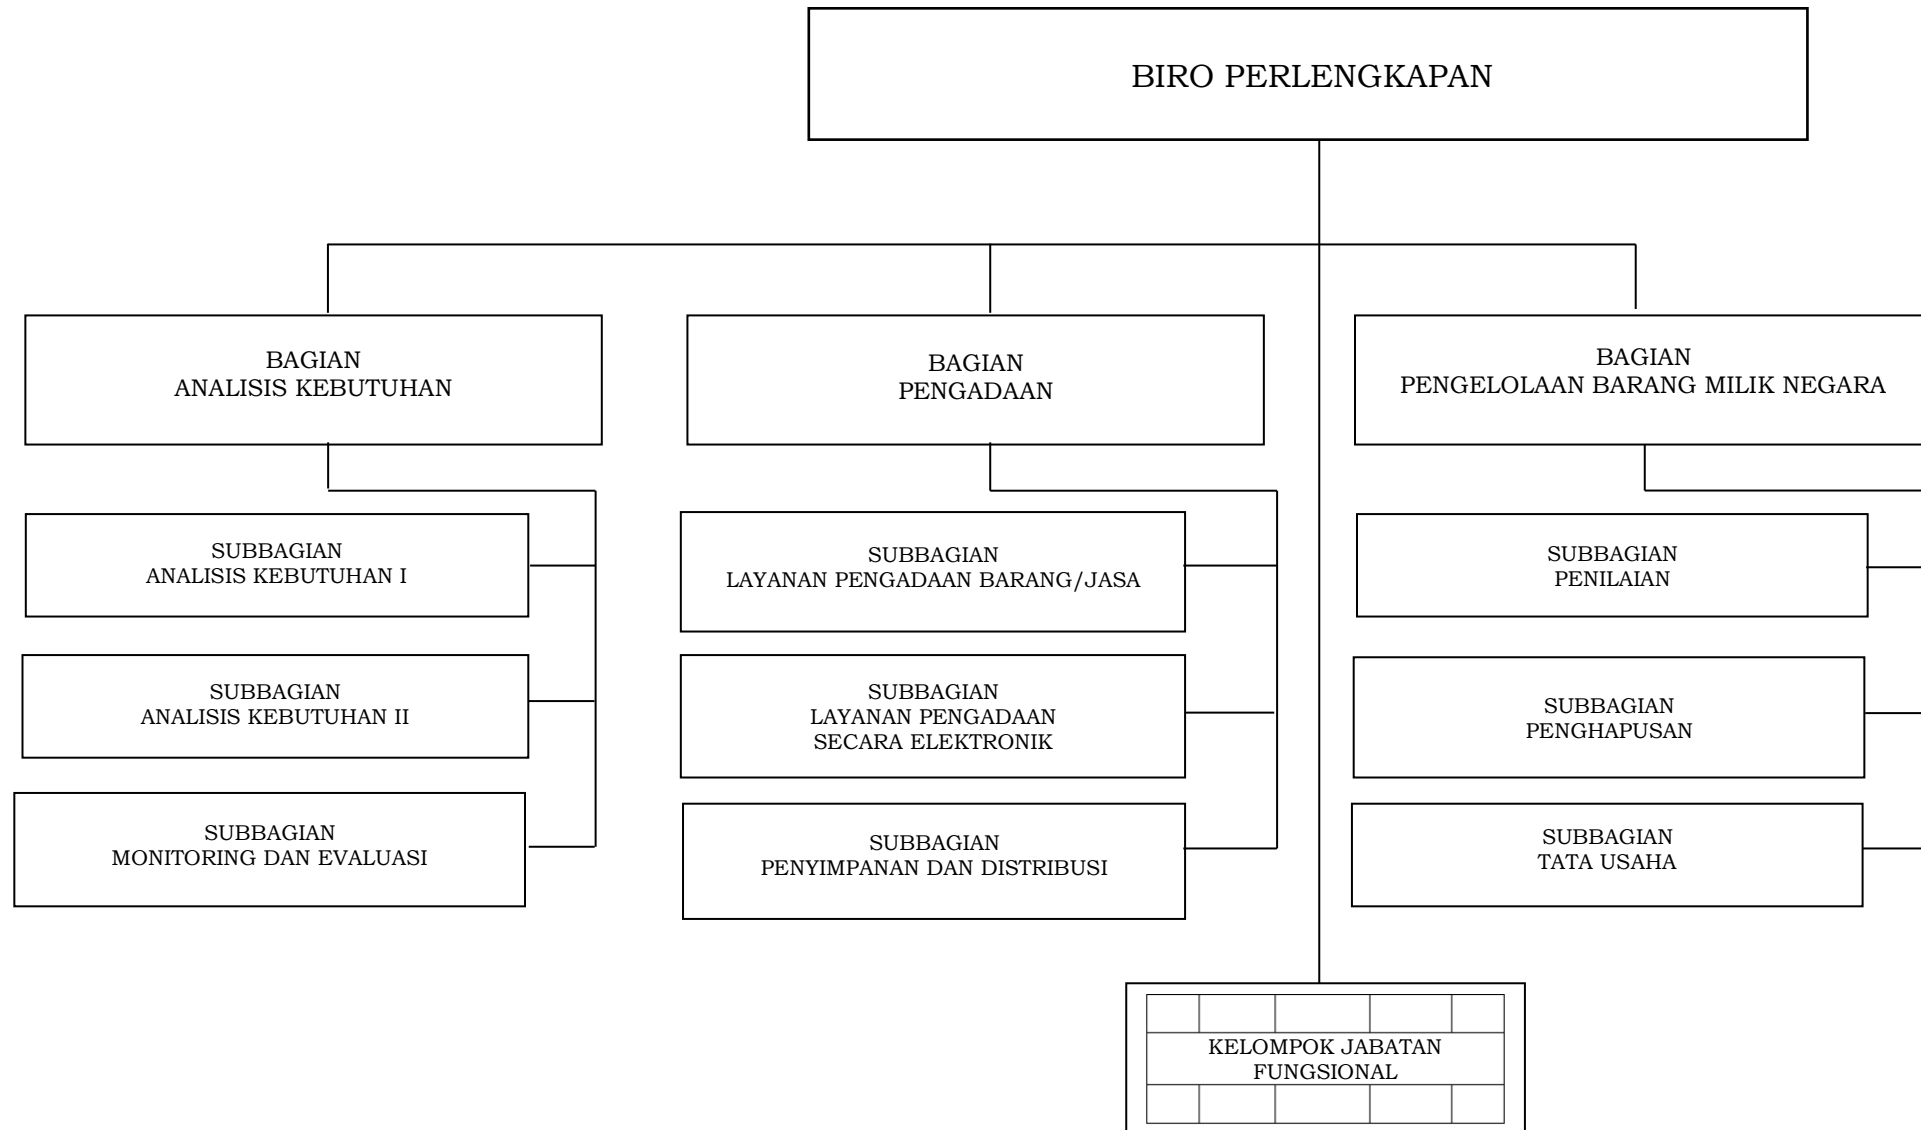 BIRO PERLENGKAPAN
BAGIAN
ANALISIS KEBUTUHAN
BAGIAN
PENGADAAN
BAGIAN
PENGELOLAAN BARANG MILIK NEGARA
SUBBAGIAN
ANALISIS KEBUTUHAN I
SUBBAGIAN
LAYANAN PENGADAAN BARANG/JASA
SUBBAGIAN
PENILAIAN
SUBBAGIAN
ANALISIS KEBUTUHAN II
SUBBAGIAN
LAYANAN PENGADAAN
SECARA ELEKTRONIK
SUBBAGIAN
PENGHAPUSAN
SUBBAGIAN
MONITORING DAN EVALUASI
SUBBAGIAN
PENYIMPANAN DAN DISTRIBUSI
SUBBAGIAN
TATA USAHA
KELOMPOK JABATAN
FUNGSIONAL